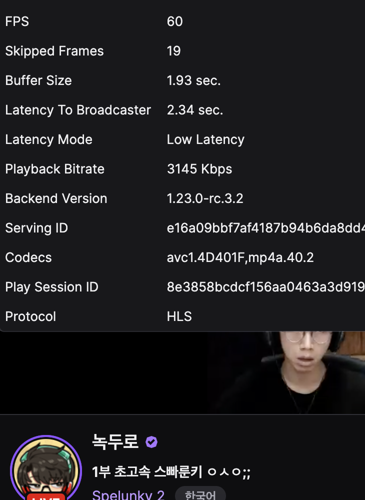 FPS 60
Skipped Frames 19
Buffer Size 1.93 sec.
Latency To Broadcaster 2.34 sec.
Latency Mode Low Latency
Playback Bitrate 3145 Kbps
Backend Version 1.23.0-rc.3.2
Serving ID e16a09bbf7af4187b94b6da8dd4
Codecs avc1.4D401F,mp4a.40.2
Play Session ID 8e3858bcdcf156aa0463a3d919
Protocol HLS
녹두로
1부 초고속 스빠룬키 ㅇㅅㅇ;;
Spelunky 2 한국어